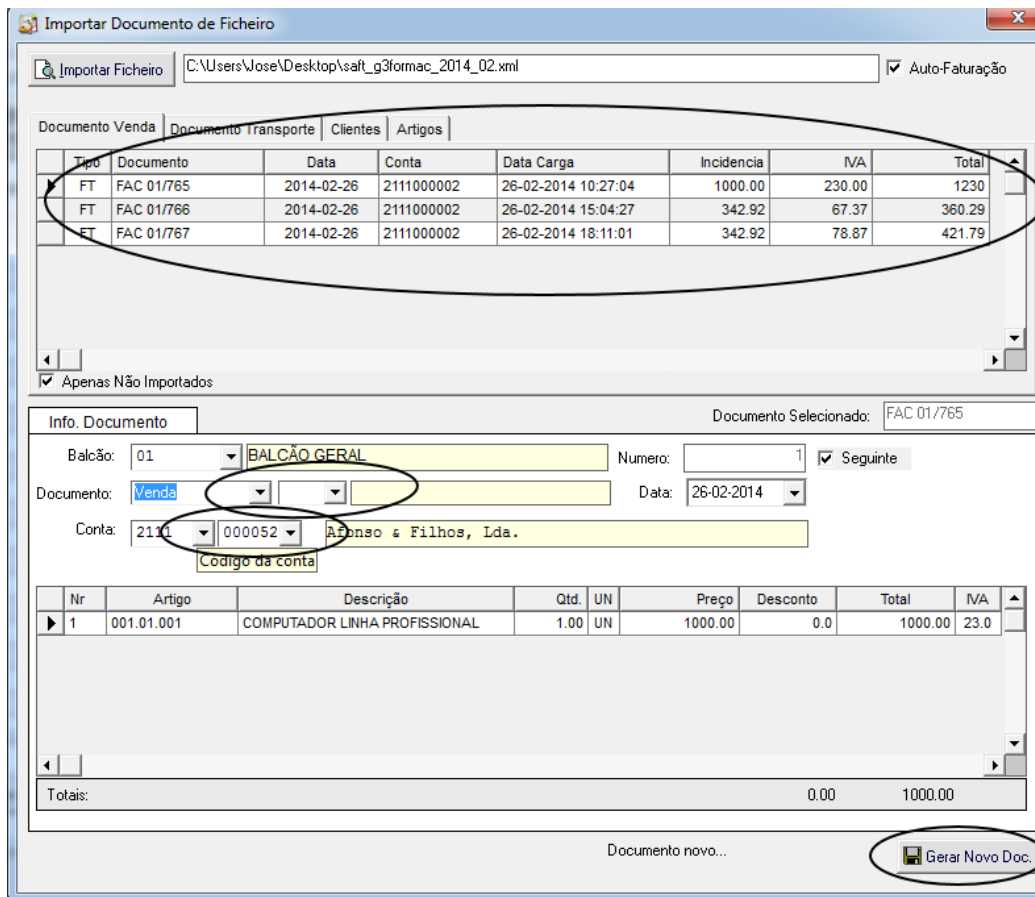 Importar Documento de Ficheiro
Importar Ficheiro C:\Users\Jose\Desktop\saft_g3formac_2014_02.xml Auto-Faturação
Documento Venda Documento Transporte Clientes Artigos
Tipo Documento Data Conta Data Carga Incidencia IVA Total
FT FAC 01/765 2014-02-26 2111000002 26-02-2014 10:27:04 1000.00 230.00 1230
FT FAC 01/766 2014-02-26 2111000002 26-02-2014 15:04:27 342.92 67.37 360.29
FT FAC 01/767 2014-02-26 2111000002 26-02-2014 18:11:01 342.92 78.87 421.79
Apenas Não Importados
Info. Documento Documento Selecionado: FAC 01/765
Balcão: 01 BALCÃO GERAL Numero: 1 Seguinte
Documento: Venda Data: 26-02-2014
Conta: 2111 000052 Afonso & Filhos, Lda.
Codigo da conta
Nr Artigo Descrição Qtd. UN Preço Desconto Total IVA
1 001.01.001 COMPUTADOR LINHA PROFISSIONAL 1.00 UN 1000.00 0.0 1000.00 23.0
Totais: 0.00 1000.00
Documento novo... Gerar Novo Doc.